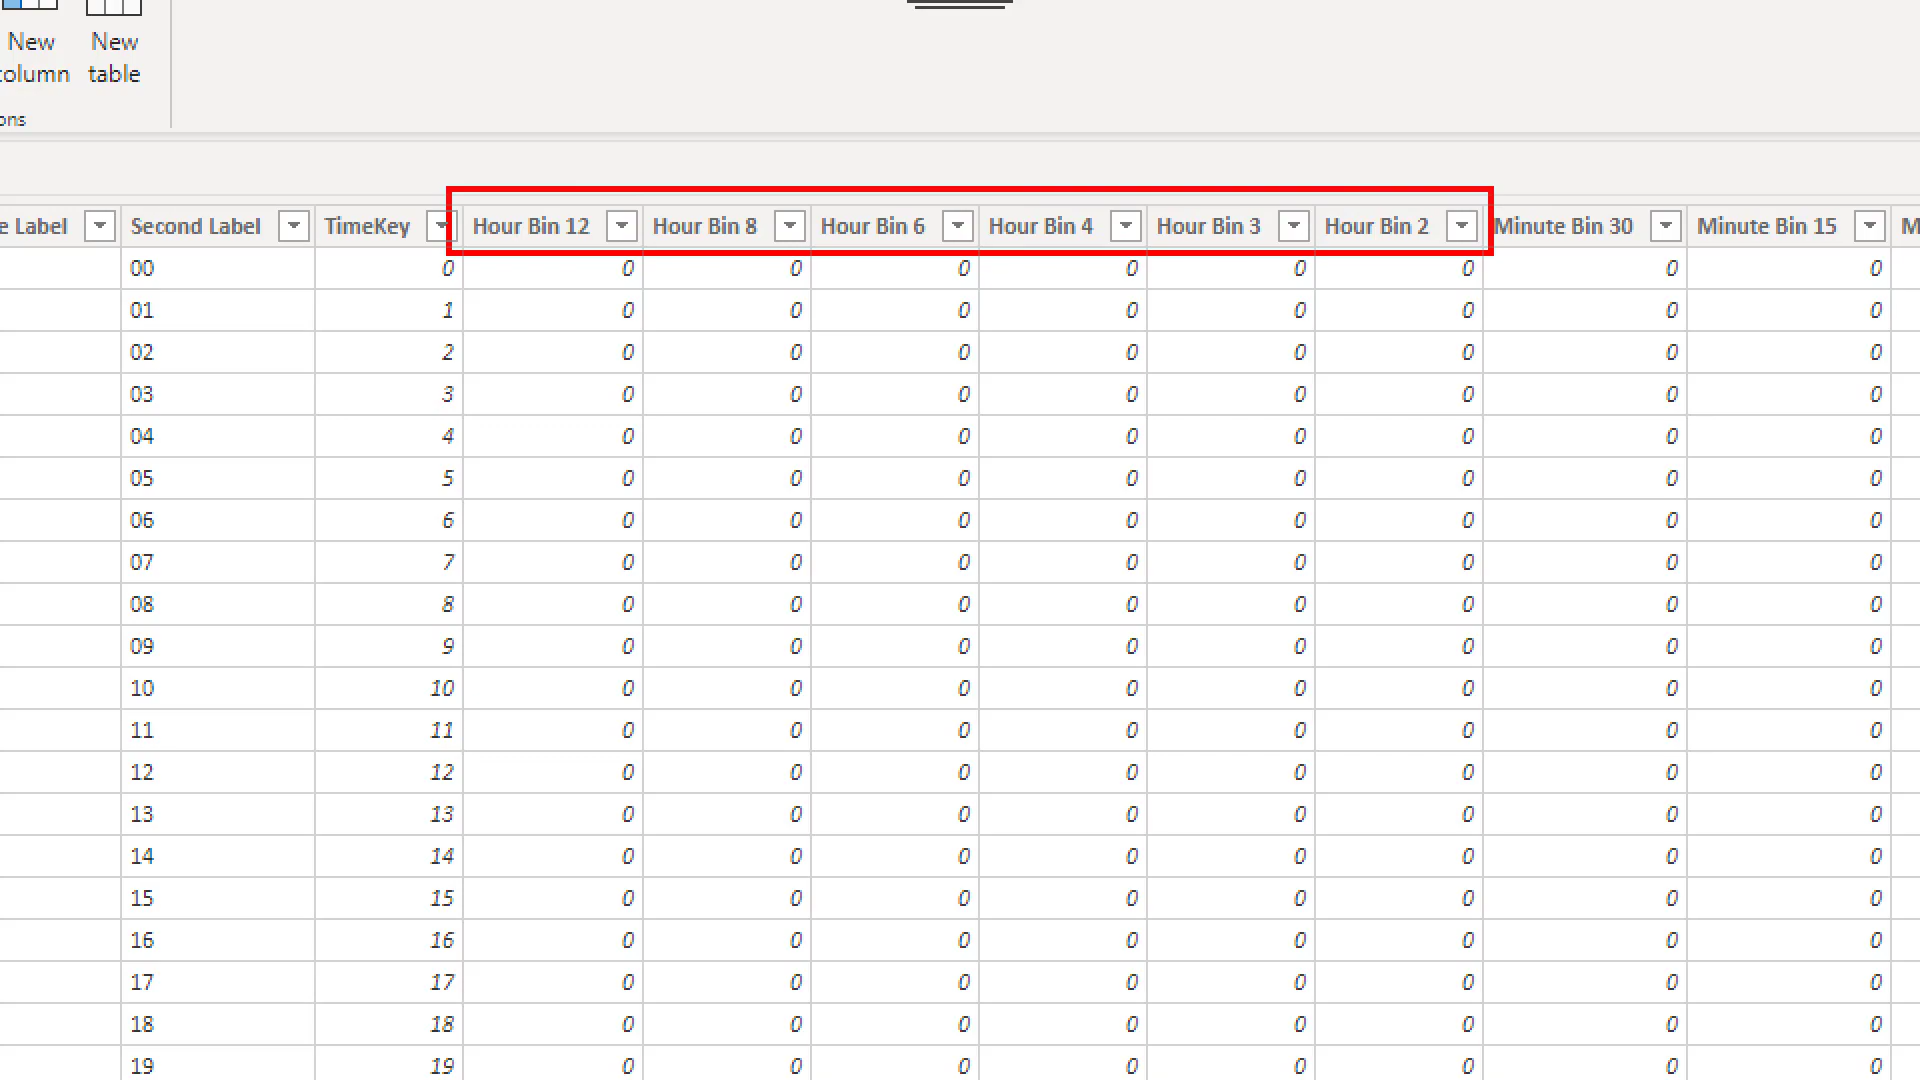 New column
New table
ons
e Label Second Label TimeKey Hour Bin 12 Hour Bin 8 Hour Bin 6 Hour Bin 4 Hour Bin 3 Hour Bin 2 Minute Bin 30 Minute Bin 15 M
00 0 0 0 0 0 0 0 0 0
01 1 0 0 0 0 0 0 0 0
02 2 0 0 0 0 0 0 0 0
03 3 0 0 0 0 0 0 0 0
04 4 0 0 0 0 0 0 0 0
05 5 0 0 0 0 0 0 0 0
06 6 0 0 0 0 0 0 0 0
07 7 0 0 0 0 0 0 0 0
08 8 0 0 0 0 0 0 0 0
09 9 0 0 0 0 0 0 0 0
10 10 0 0 0 0 0 0 0 0
11 11 0 0 0 0 0 0 0 0
12 12 0 0 0 0 0 0 0 0
13 13 0 0 0 0 0 0 0 0
14 14 0 0 0 0 0 0 0 0
15 15 0 0 0 0 0 0 0 0
16 16 0 0 0 0 0 0 0 0
17 17 0 0 0 0 0 0 0 0
18 18 0 0 0 0 0 0 0 0
19 19 0 0 0 0 0 0 0 0